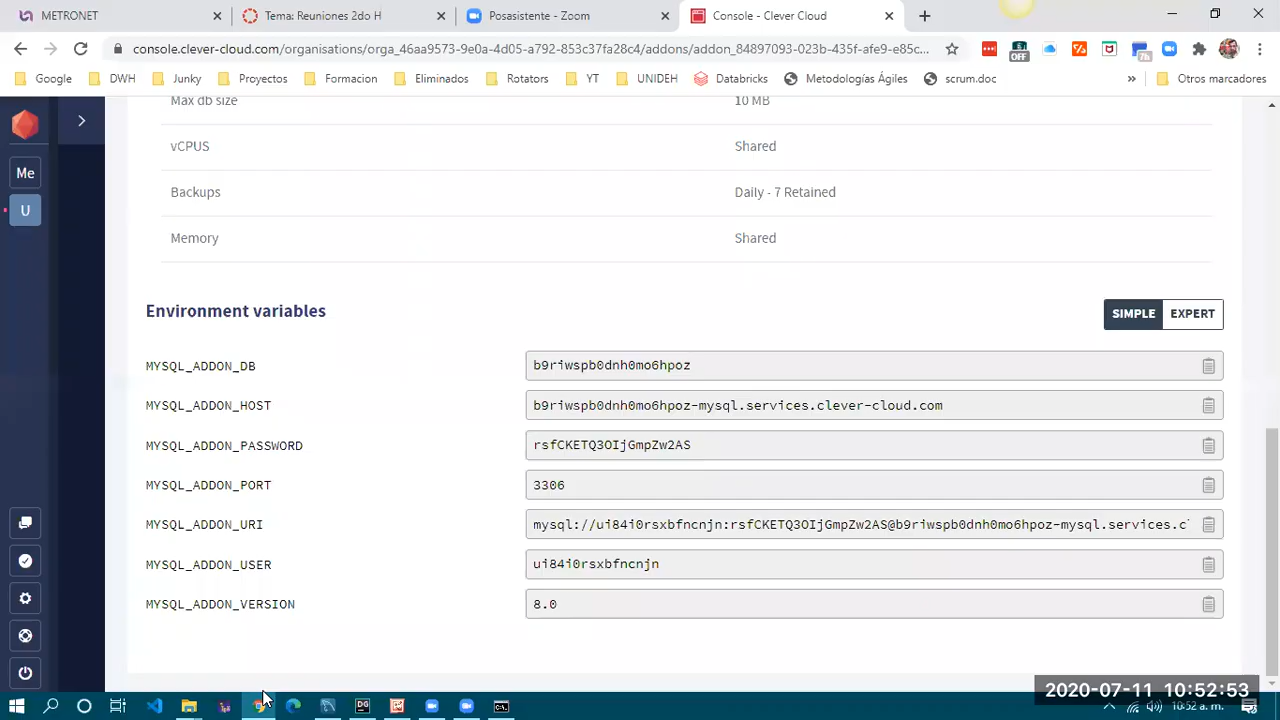 METRONET
Tema: Reuniones 2do H
Posasistente - Zoom
Console - Clever Cloud
console.clever-cloud.com/organisations/orga_46aa9573-9e0a-4d05-a792-853c37fa28c4/addons/addon_84897093-023b-435f-afe9-e85c...
OFF
7h
Google
DWH
Junky
Proyectos
Formacion
Eliminados
Rotators
YT
UNIDEH
Databricks
Metodologías Ágiles
scrum.doc
»
Otros marcadores
Me
U
Max db size 10 MB
vCPUS Shared
Backups Daily - 7 Retained
Memory Shared
Environment variables
SIMPLE EXPERT
MYSQL_ADDON_DB b9riwspb0dnh0mo6hpoz
MYSQL_ADDON_HOST b9riwspb0dnh0mo6hpoz-mysql.services.clever-cloud.com
MYSQL_ADDON_PASSWORD rsfCKETQ3OIjGmpZw2AS
MYSQL_ADDON_PORT 3306
MYSQL_ADDON_URI mysql://ui84i0rsxbfncnjn:rsfCKETQ3OIjGmpZw2AS@b9riwspb0dnh0mo6hpoz-mysql.services.c
MYSQL_ADDON_USER ui84i0rsxbfncnjn
MYSQL_ADDON_VERSION 8.0
2020-07-11 10:52:53
10:52 a. m.